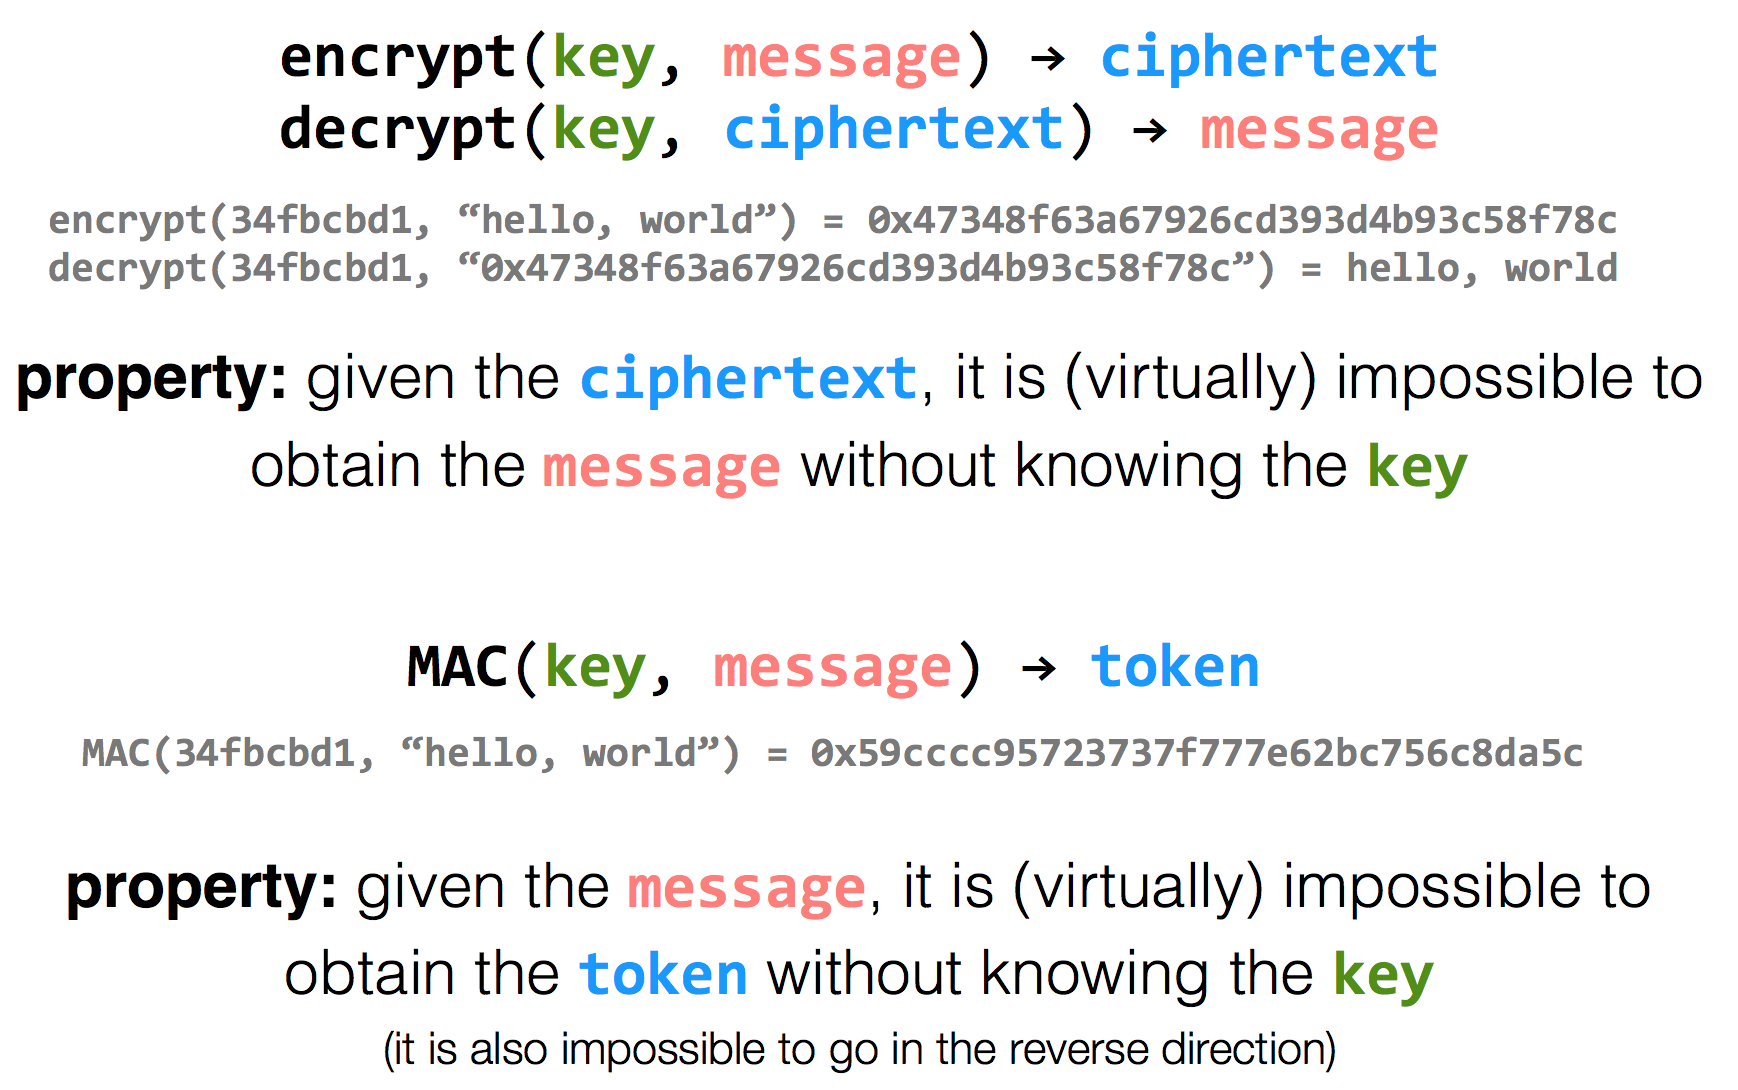 encrypt(key, message) → ciphertext
decrypt(key, ciphertext) → message
encrypt(34fbcbd1, “hello, world”) = 0x47348f63a67926cd393d4b93c58f78c
decrypt(34fbcbd1, “0x47348f63a67926cd393d4b93c58f78c”) = hello, world
property: given the ciphertext, it is (virtually) impossible to
obtain the message without knowing the key
MAC(key, message) → token
MAC(34fbcbd1, “hello, world”) = 0x59cccc95723737f777e62bc756c8da5c
property: given the message, it is (virtually) impossible to
obtain the token without knowing the key
(it is also impossible to go in the reverse direction)